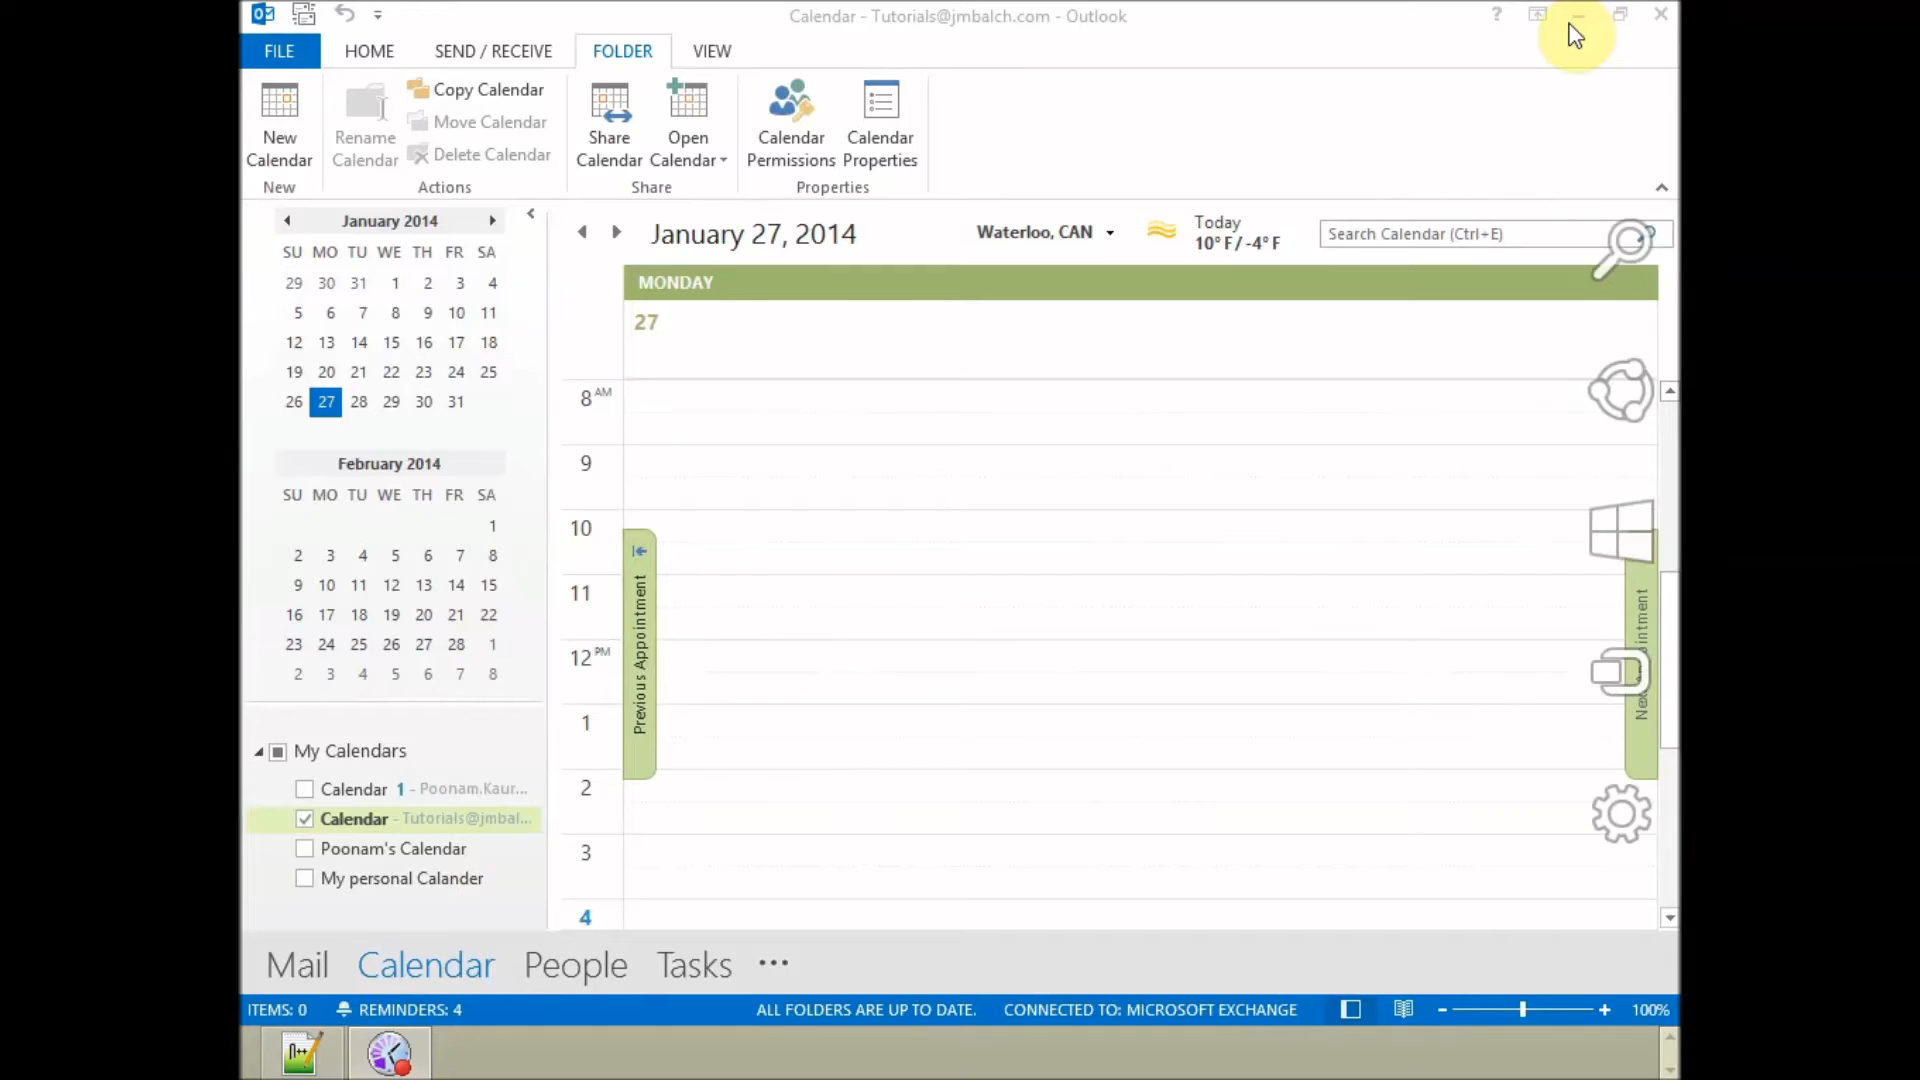 Calendar - Tutorials@jmbalch.com - Outlook
?
FILE HOME SEND / RECEIVE FOLDER VIEW
New Calendar
Rename Calendar
Copy Calendar
Move Calendar
Delete Calendar
Share Calendar
Open Calendar
Calendar Permissions
Calendar Properties
New Actions Share Properties
January 2014
SU MO TU WE TH FR SA
29 30 31 1 2 3 4
5 6 7 8 9 10 11
12 13 14 15 16 17 18
19 20 21 22 23 24 25
26 27 28 29 30 31
February 2014
SU MO TU WE TH FR SA
1
2 3 4 5 6 7 8
9 10 11 12 13 14 15
16 17 18 19 20 21 22
23 24 25 26 27 28 1
2 3 4 5 6 7 8
My Calendars
Calendar 1 - Poonam.Kaur...
Calendar - Tutorials@jmbal...
Poonam's Calendar
My personal Calander
January 27, 2014
Waterloo, CAN
Today
10° F / -4° F
Search Calendar (Ctrl+E)
MONDAY
27
8 AM
9
10
11
12 PM
1
2
3
4
Previous Appointment
Mail Calendar People Tasks ...
ITEMS: 0 REMINDERS: 4 ALL FOLDERS ARE UP TO DATE. CONNECTED TO: MICROSOFT EXCHANGE 100%
n++